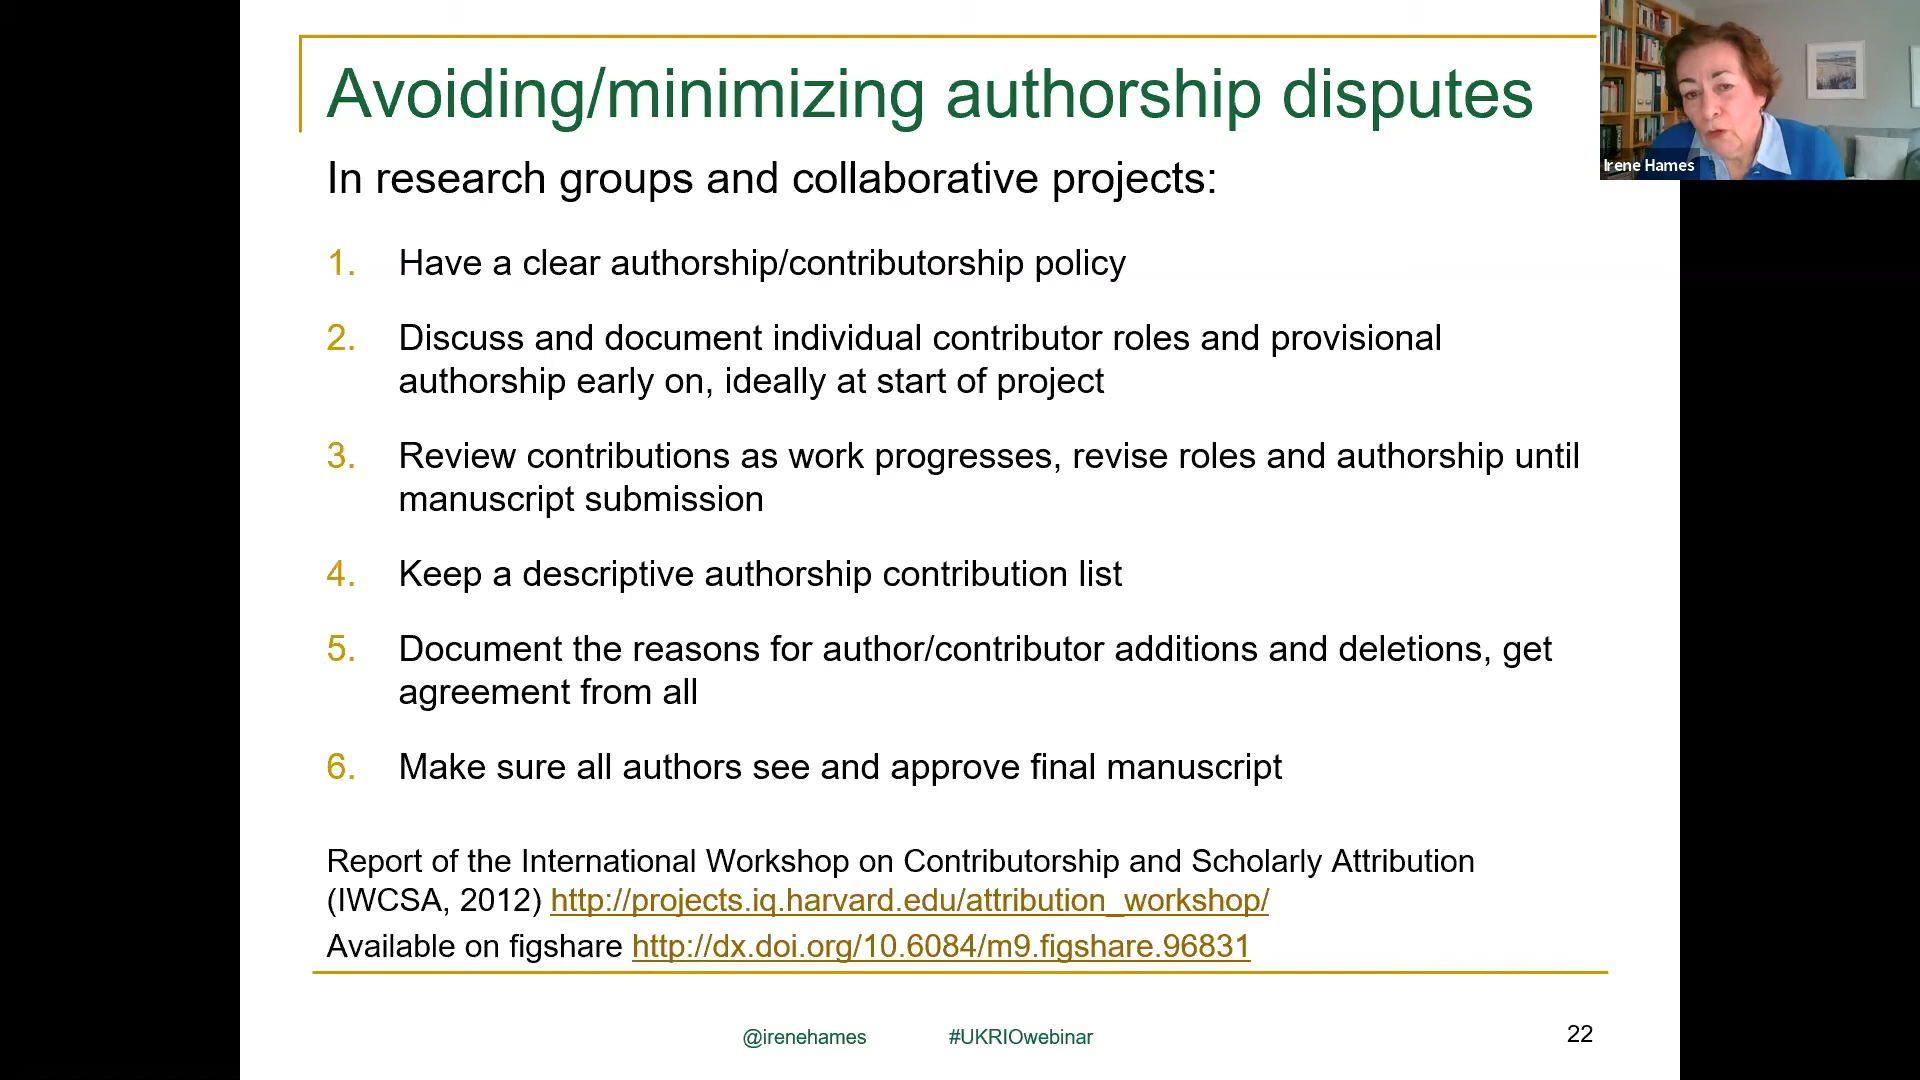 Avoiding/minimizing authorship disputes
Irene Hames
In research groups and collaborative projects:
1. Have a clear authorship/contributorship policy
2. Discuss and document individual contributor roles and provisional
authorship early on, ideally at start of project
3. Review contributions as work progresses, revise roles and authorship until
manuscript submission
4. Keep a descriptive authorship contribution list
5. Document the reasons for author/contributor additions and deletions, get
agreement from all
6. Make sure all authors see and approve final manuscript
Report of the International Workshop on Contributorship and Scholarly Attribution
(IWCSA, 2012) http://projects.iq.harvard.edu/attribution_workshop/
Available on figshare http://dx.doi.org/10.6084/m9.figshare.96831
@irenehames #UKRIOwebinar 22